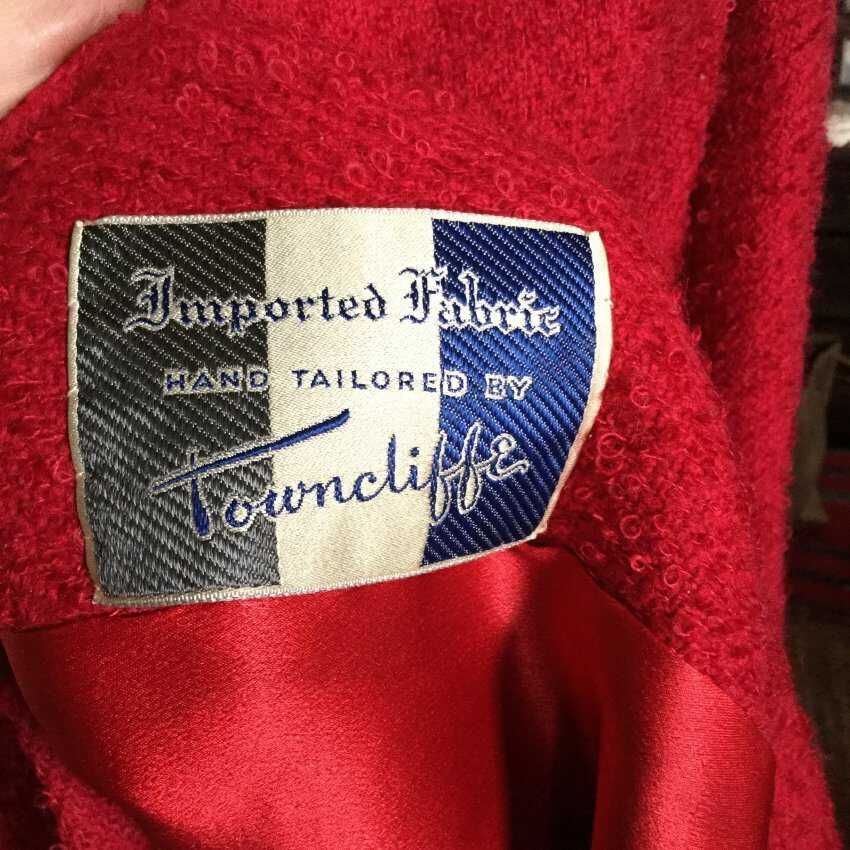 Imported Fabric
HAND TAILORED BY
Towncliffe